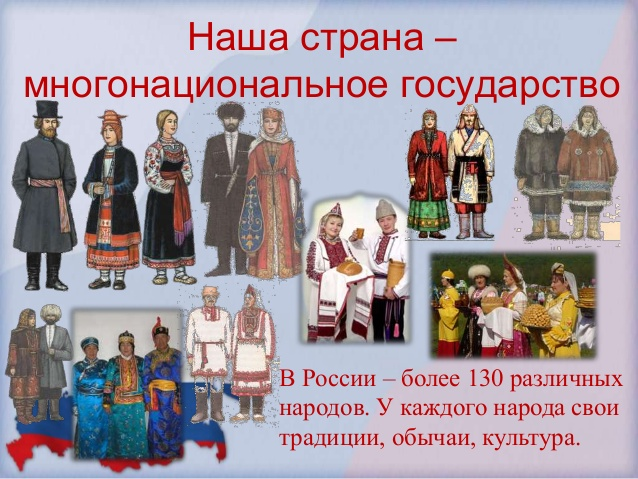 Наша страна –
многонациональное государство
В России – более 130 различных
народов. У каждого народа свои
традиции, обычаи, культура.